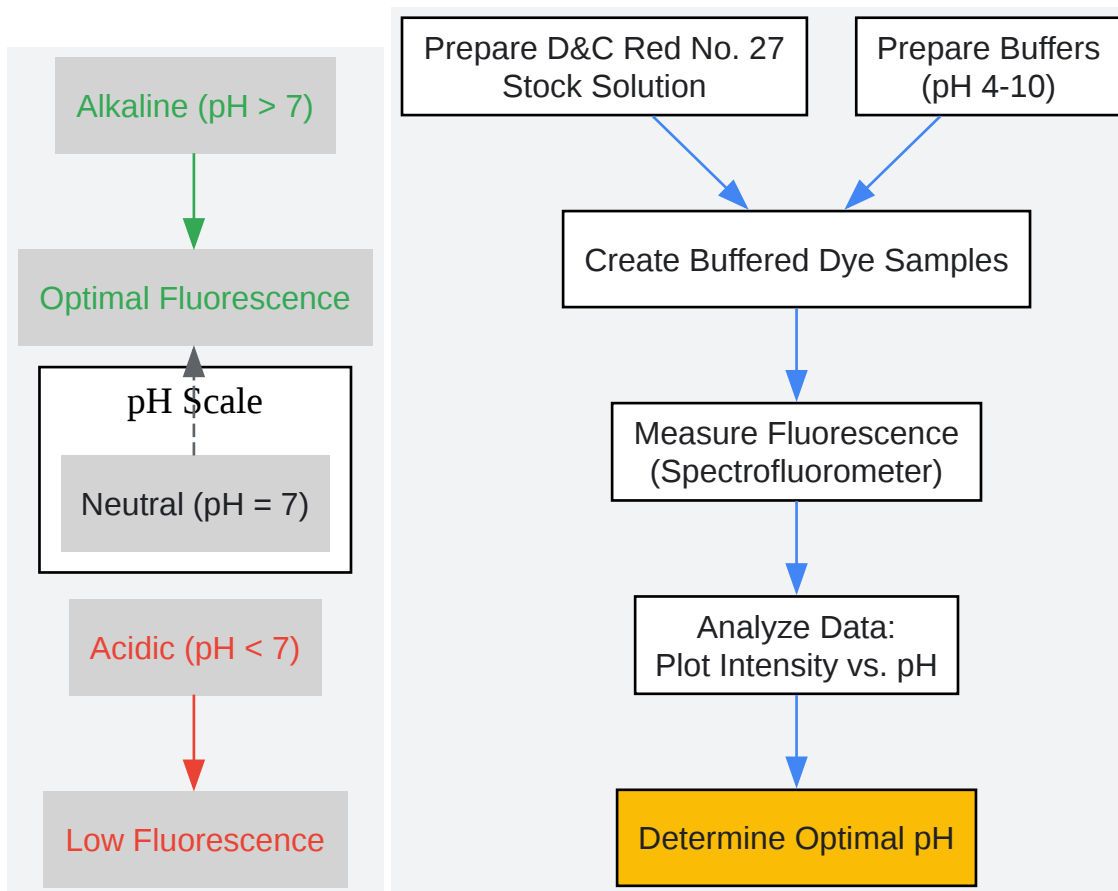 Alkaline (pH > 7)
Optimal Fluorescence
pH Scale
Neutral (pH = 7)
Acidic (pH < 7)
Low Fluorescence
Prepare D&C Red No. 27
Stock Solution
Prepare Buffers
(pH 4-10)
Create Buffered Dye Samples
Measure Fluorescence
(Spectrofluorometer)
Analyze Data:
Plot Intensity vs. pH
Determine Optimal pH